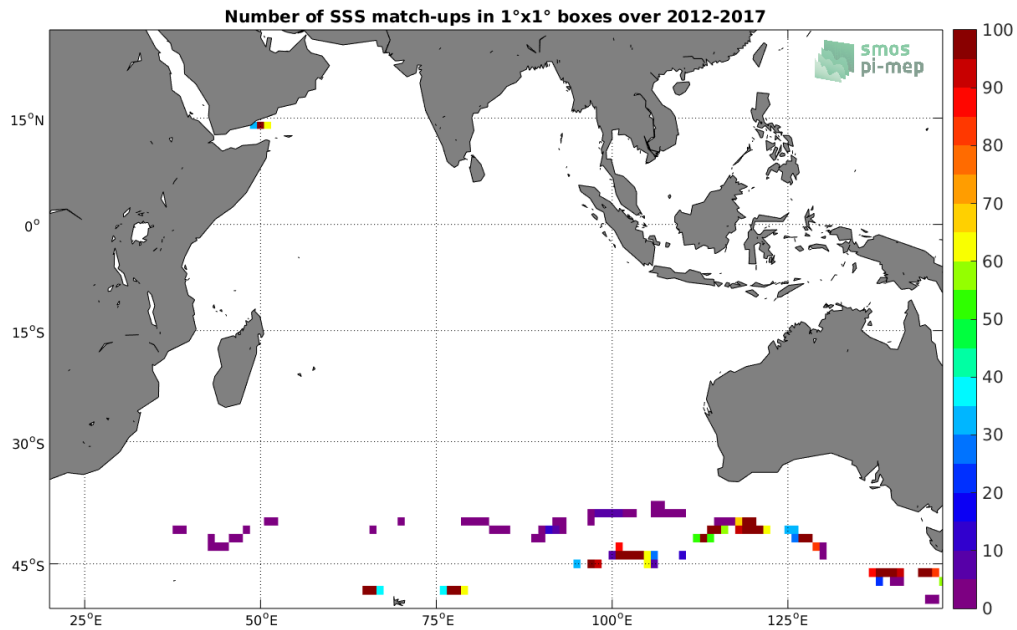 Number of SSS match-ups in 1°x1° boxes over 2012-2017
smos
pi-mep
15°N
0°
15°S
30°S
45°S
25°E
50°E
75°E
100°E
125°E
100
90
80
70
60
50
40
30
20
10
0